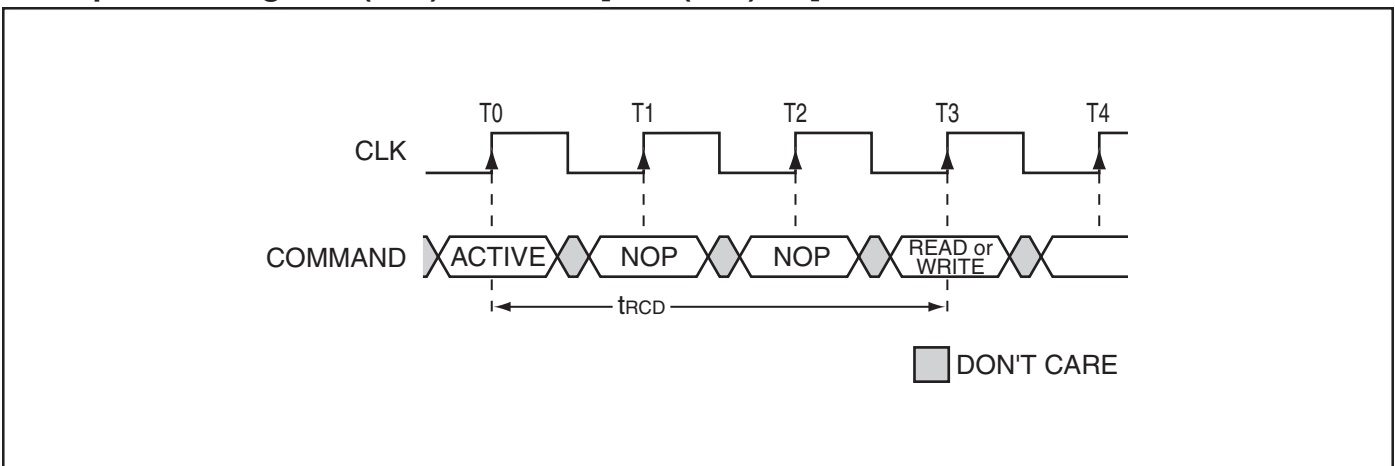 T0 T1 T2 T3 T4
CLK
COMMAND ACTIVE NOP NOP READ or
WRITE
tRCD
DON'T CARE